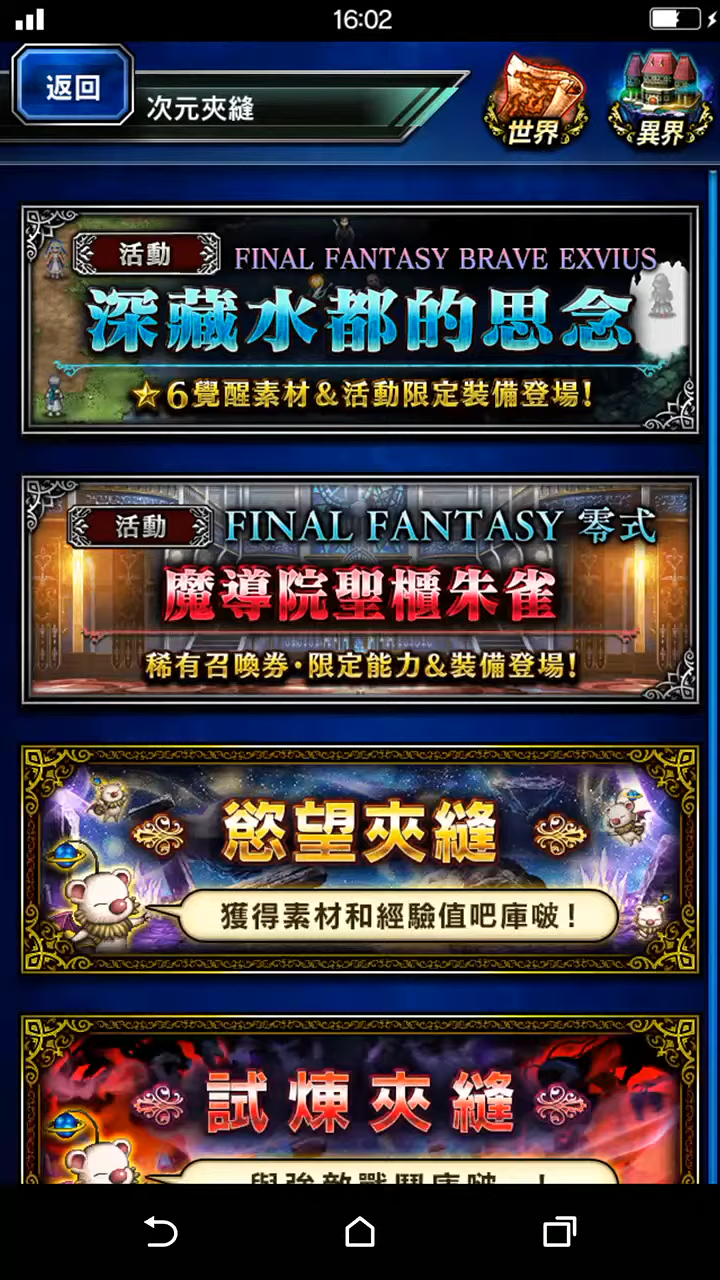 16:02
返回
次元夾縫
世界
異界
活動
FINAL FANTASY BRAVE EXVIUS
深藏水都的思念
★6覺醒素材&活動限定裝備登場!
活動
FINAL FANTASY 零式
魔導院聖櫃朱雀
稀有召喚券・限定能力&裝備登場!
慾望夾縫
獲得素材和經驗值吧庫啵!
試煉夾縫